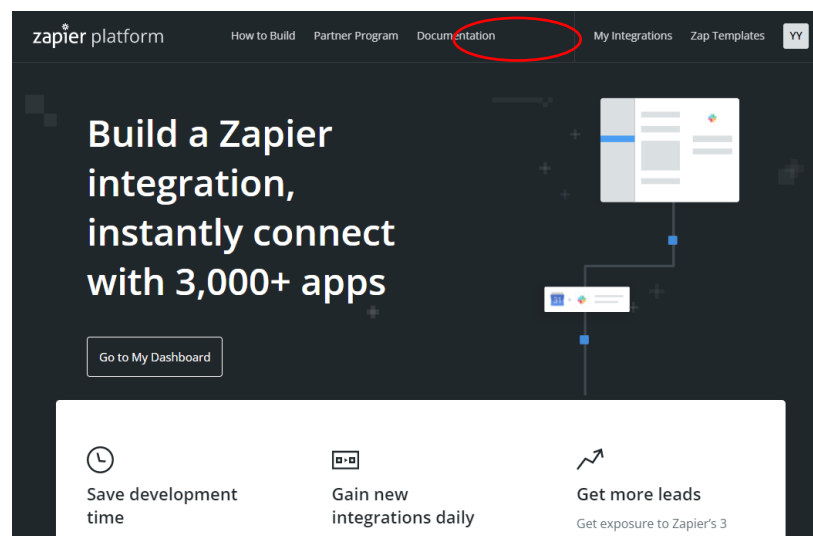 zapier platform How to Build Partner Program Documentation My Integrations Zap Templates YY
Build a Zapier
integration,
instantly connect
with 3,000+ apps
31
Go to My Dashboard
Save development
time
Gain new
integrations daily
Get more leads
Get exposure to Zapier's 3